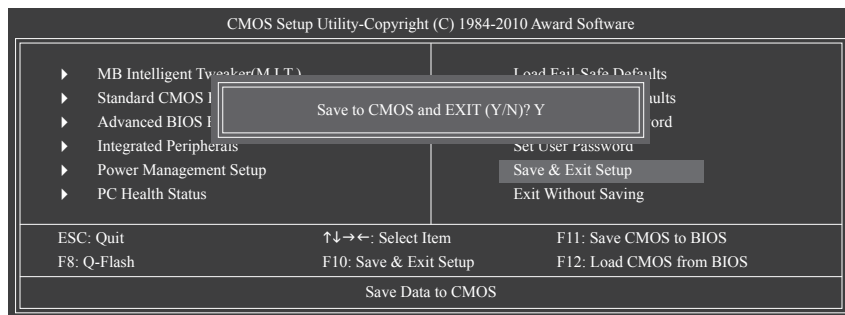 CMOS Setup Utility-Copyright (C) 1984-2010 Award Software
MB Intelligent Tweaker(M.I.T.)
Standard CMOS
Advanced BIOS
Integrated Peripherals
Power Management Setup
PC Health Status
Load Fail-Safe Defaults
Set User Password
Save & Exit Setup
Exit Without Saving
Save to CMOS and EXIT (Y/N)? Y
ESC: Quit
↑↓→←: Select Item
F11: Save CMOS to BIOS
F8: Q-Flash
F10: Save & Exit Setup
F12: Load CMOS from BIOS
Save Data to CMOS